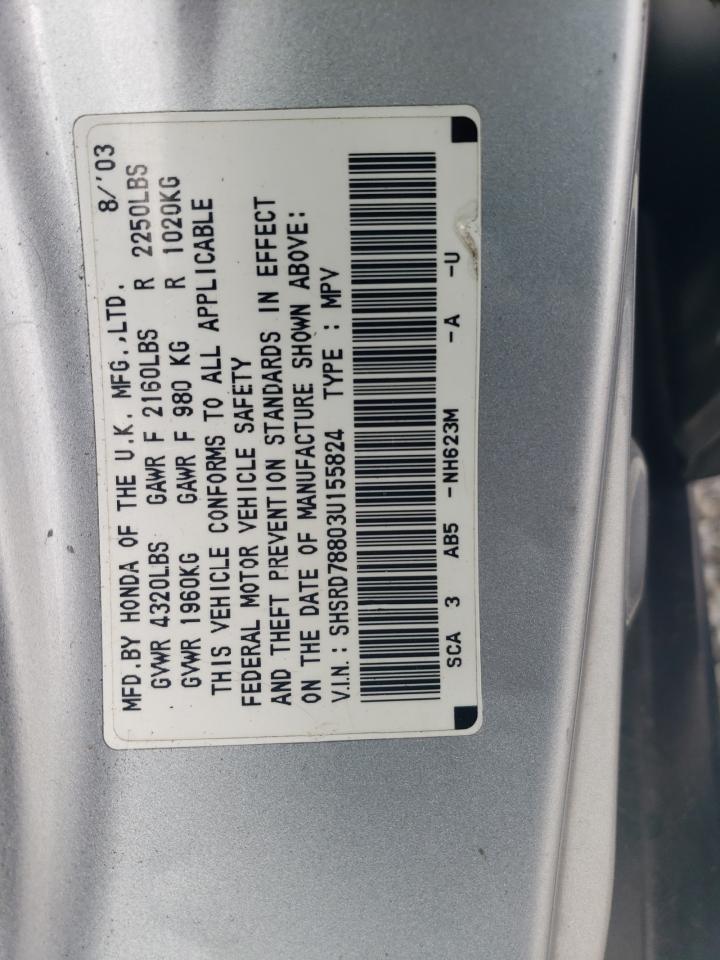 MFD.BY HONDA OF THE U.K. MFG.,LTD. 8/'03
GVWR 4320LBS GAWR F 2160LBS R 2250LBS
GVWR 1960KG GAWR F 980 KG R 1020KG
THIS VEHICLE CONFORMS TO ALL APPLICABLE
FEDERAL MOTOR VEHICLE SAFETY
AND THEFT PREVENTION STANDARDS IN EFFECT
ON THE DATE OF MANUFACTURE SHOWN ABOVE:
V.I.N.: SHSRD78803U155824 TYPE : MPV
SCA 3 AB5 -NH623M -A -U